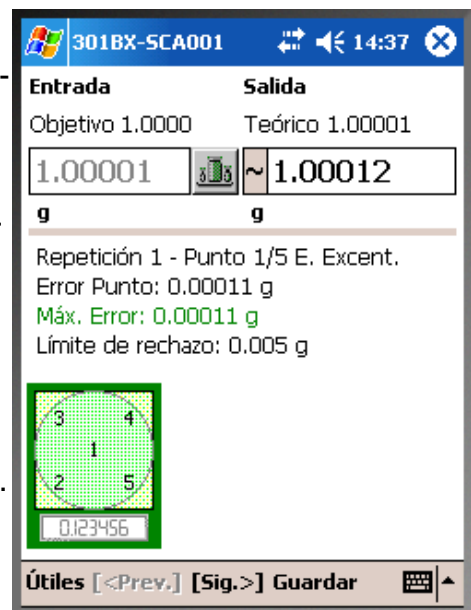 301BX-SCA001 14:37
Entrada Salida
Objetivo 1.0000 Teórico 1.00001
1.00001 ~ 1.00012
g g
Repetición 1 - Punto 1/5 E. Excent.
Error Punto: 0.00011 g
Máx. Error: 0.00011 g
Límite de rechazo: 0.005 g
3 4
1
2 5
0.123456
Útiles [<Prev.] [Sig.>] Guardar